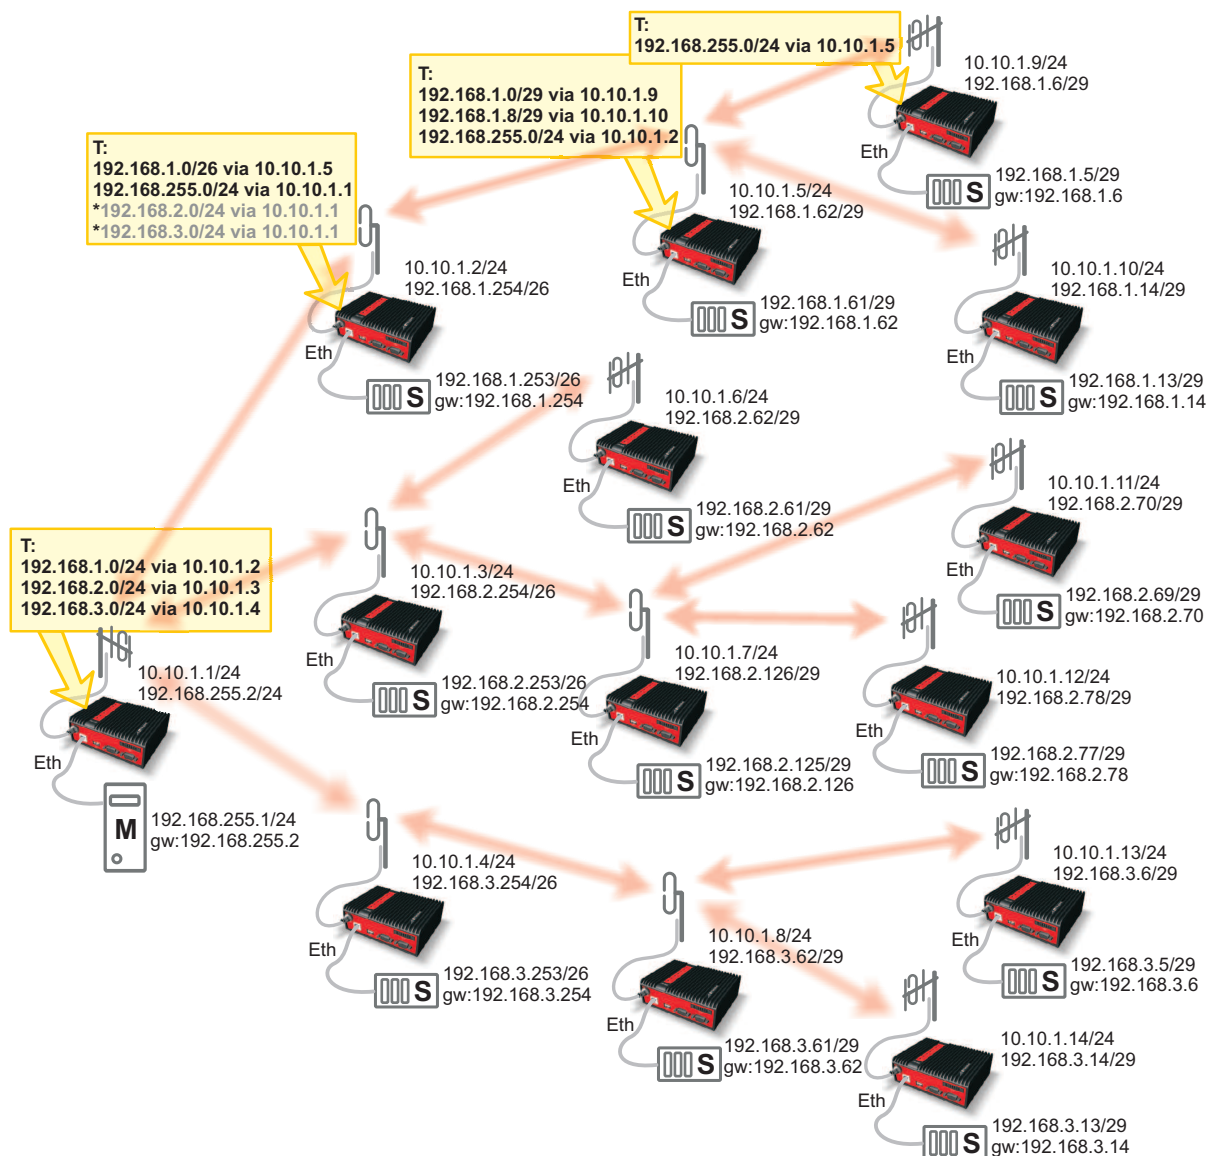 T:
192.168.255.0/24 via 10.10.1.5
10.10.1.9/24
192.168.1.6/29
Eth
S
192.168.1.5/29
gw:192.168.1.6
T:
192.168.1.0/29 via 10.10.1.9
192.168.1.8/29 via 10.10.1.10
192.168.255.0/24 via 10.10.1.2
10.10.1.5/24
192.168.1.62/29
Eth
S
192.168.1.61/29
gw:192.168.1.62
T:
192.168.1.0/26 via 10.10.1.5
192.168.255.0/24 via 10.10.1.1
*192.168.2.0/24 via 10.10.1.1
*192.168.3.0/24 via 10.10.1.1
10.10.1.2/24
192.168.1.254/26
Eth
S
192.168.1.253/26
gw:192.168.1.254
10.10.1.10/24
192.168.1.14/29
Eth
S
192.168.1.13/29
gw:192.168.1.14
10.10.1.6/24
192.168.2.62/29
Eth
S
192.168.2.61/29
gw:192.168.2.62
10.10.1.11/24
192.168.2.70/29
Eth
S
192.168.2.69/29
gw:192.168.2.70
T:
192.168.1.0/24 via 10.10.1.2
192.168.2.0/24 via 10.10.1.3
192.168.3.0/24 via 10.10.1.4
10.10.1.1/24
192.168.255.2/24
Eth
M
192.168.255.1/24
gw:192.168.255.2
10.10.1.3/24
192.168.2.254/26
Eth
S
192.168.2.253/26
gw:192.168.2.254
10.10.1.7/24
192.168.2.126/29
Eth
S
192.168.2.125/29
gw:192.168.2.126
10.10.1.12/24
192.168.2.78/29
Eth
S
192.168.2.77/29
gw:192.168.2.78
10.10.1.4/24
192.168.3.254/26
Eth
S
192.168.3.253/26
gw:192.168.3.254
10.10.1.8/24
192.168.3.62/29
Eth
S
192.168.3.61/29
gw:192.168.3.62
10.10.1.13/24
192.168.3.6/29
Eth
S
192.168.3.5/29
gw:192.168.3.6
10.10.1.14/24
192.168.3.14/29
Eth
S
192.168.3.13/29
gw:192.168.3.14